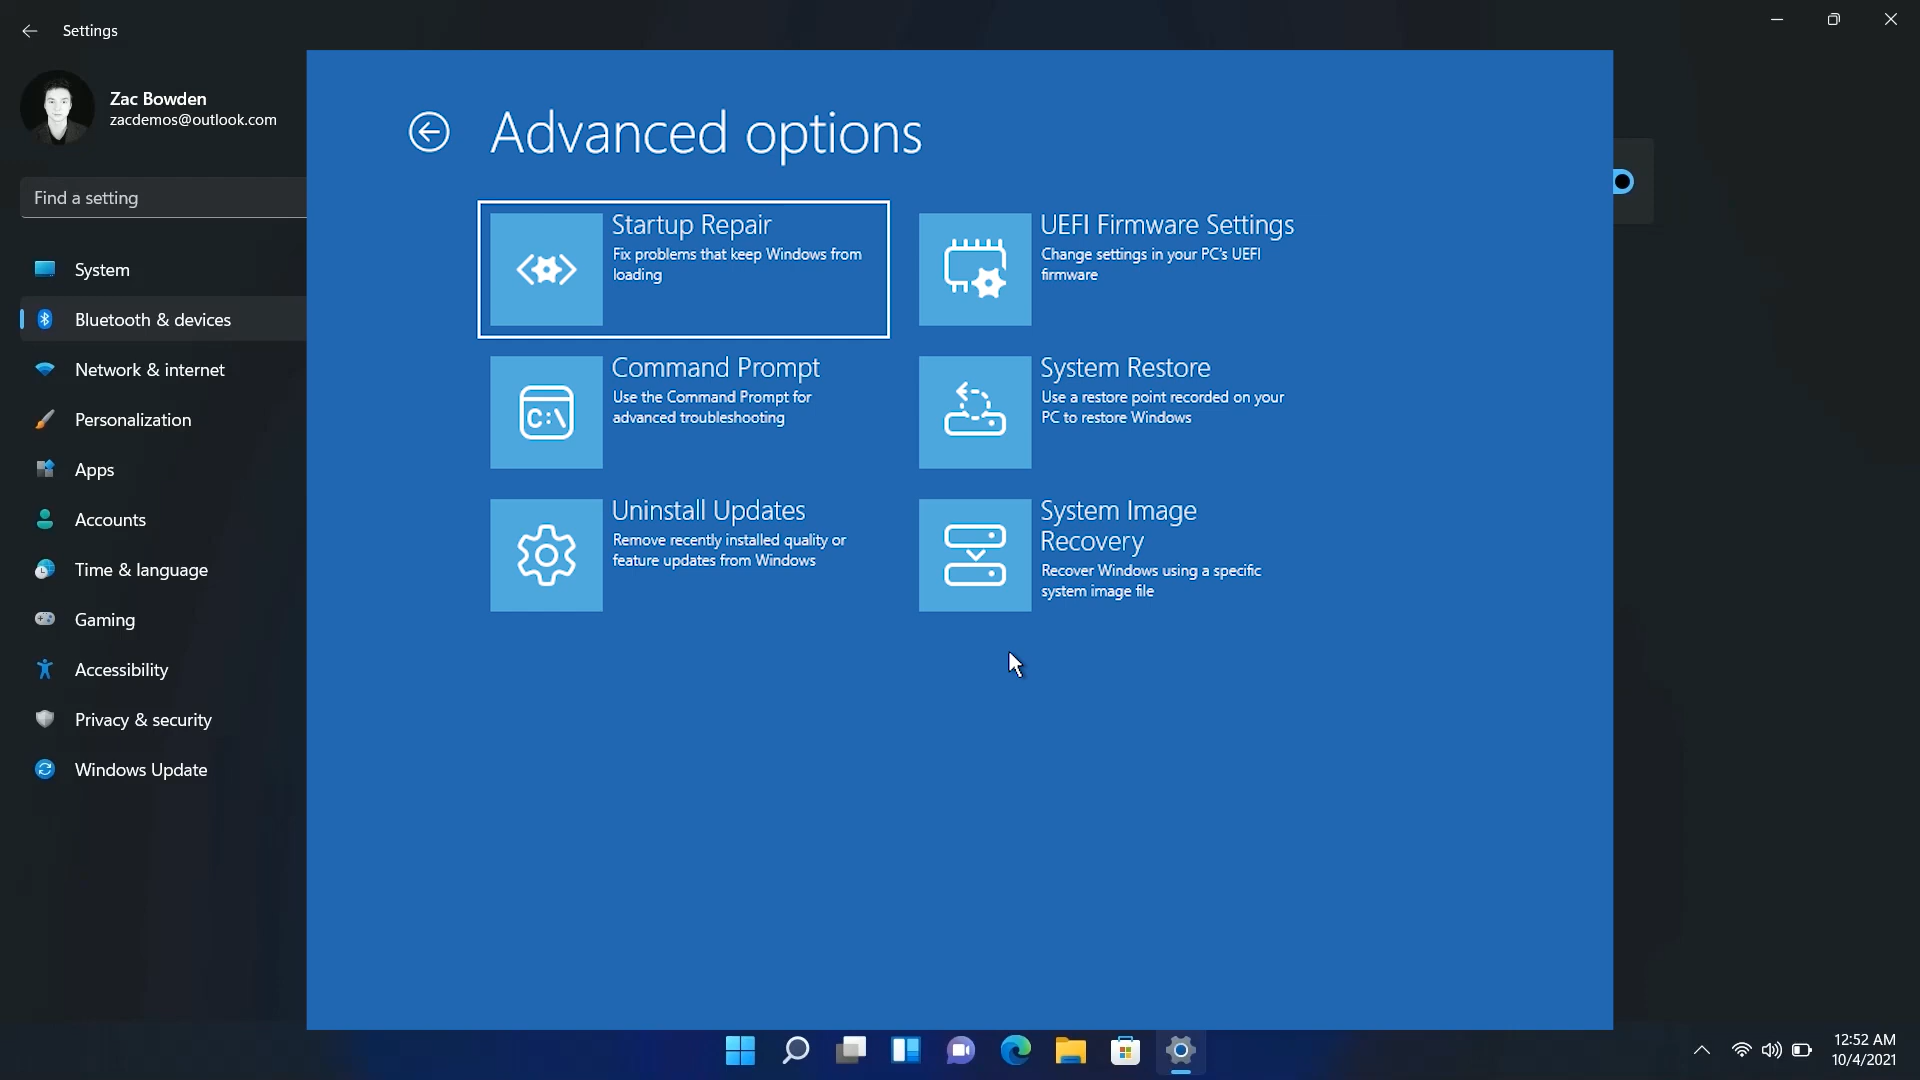 Settings
Zac Bowden
zacdemos@outlook.com
Find a setting
System
Bluetooth & devices
Network & internet
Personalization
Apps
Accounts
Time & language
Gaming
Accessibility
Privacy & security
Windows Update
Advanced options
Startup Repair
Fix problems that keep Windows from
loading
UEFI Firmware Settings
Change settings in your PC's UEFI
firmware
C:\
Command Prompt
Use the Command Prompt for
advanced troubleshooting
System Restore
Use a restore point recorded on your
PC to restore Windows
Uninstall Updates
Remove recently installed quality or
feature updates from Windows
System Image
Recovery
Recover Windows using a specific
system image file
12:52 AM
10/4/2021